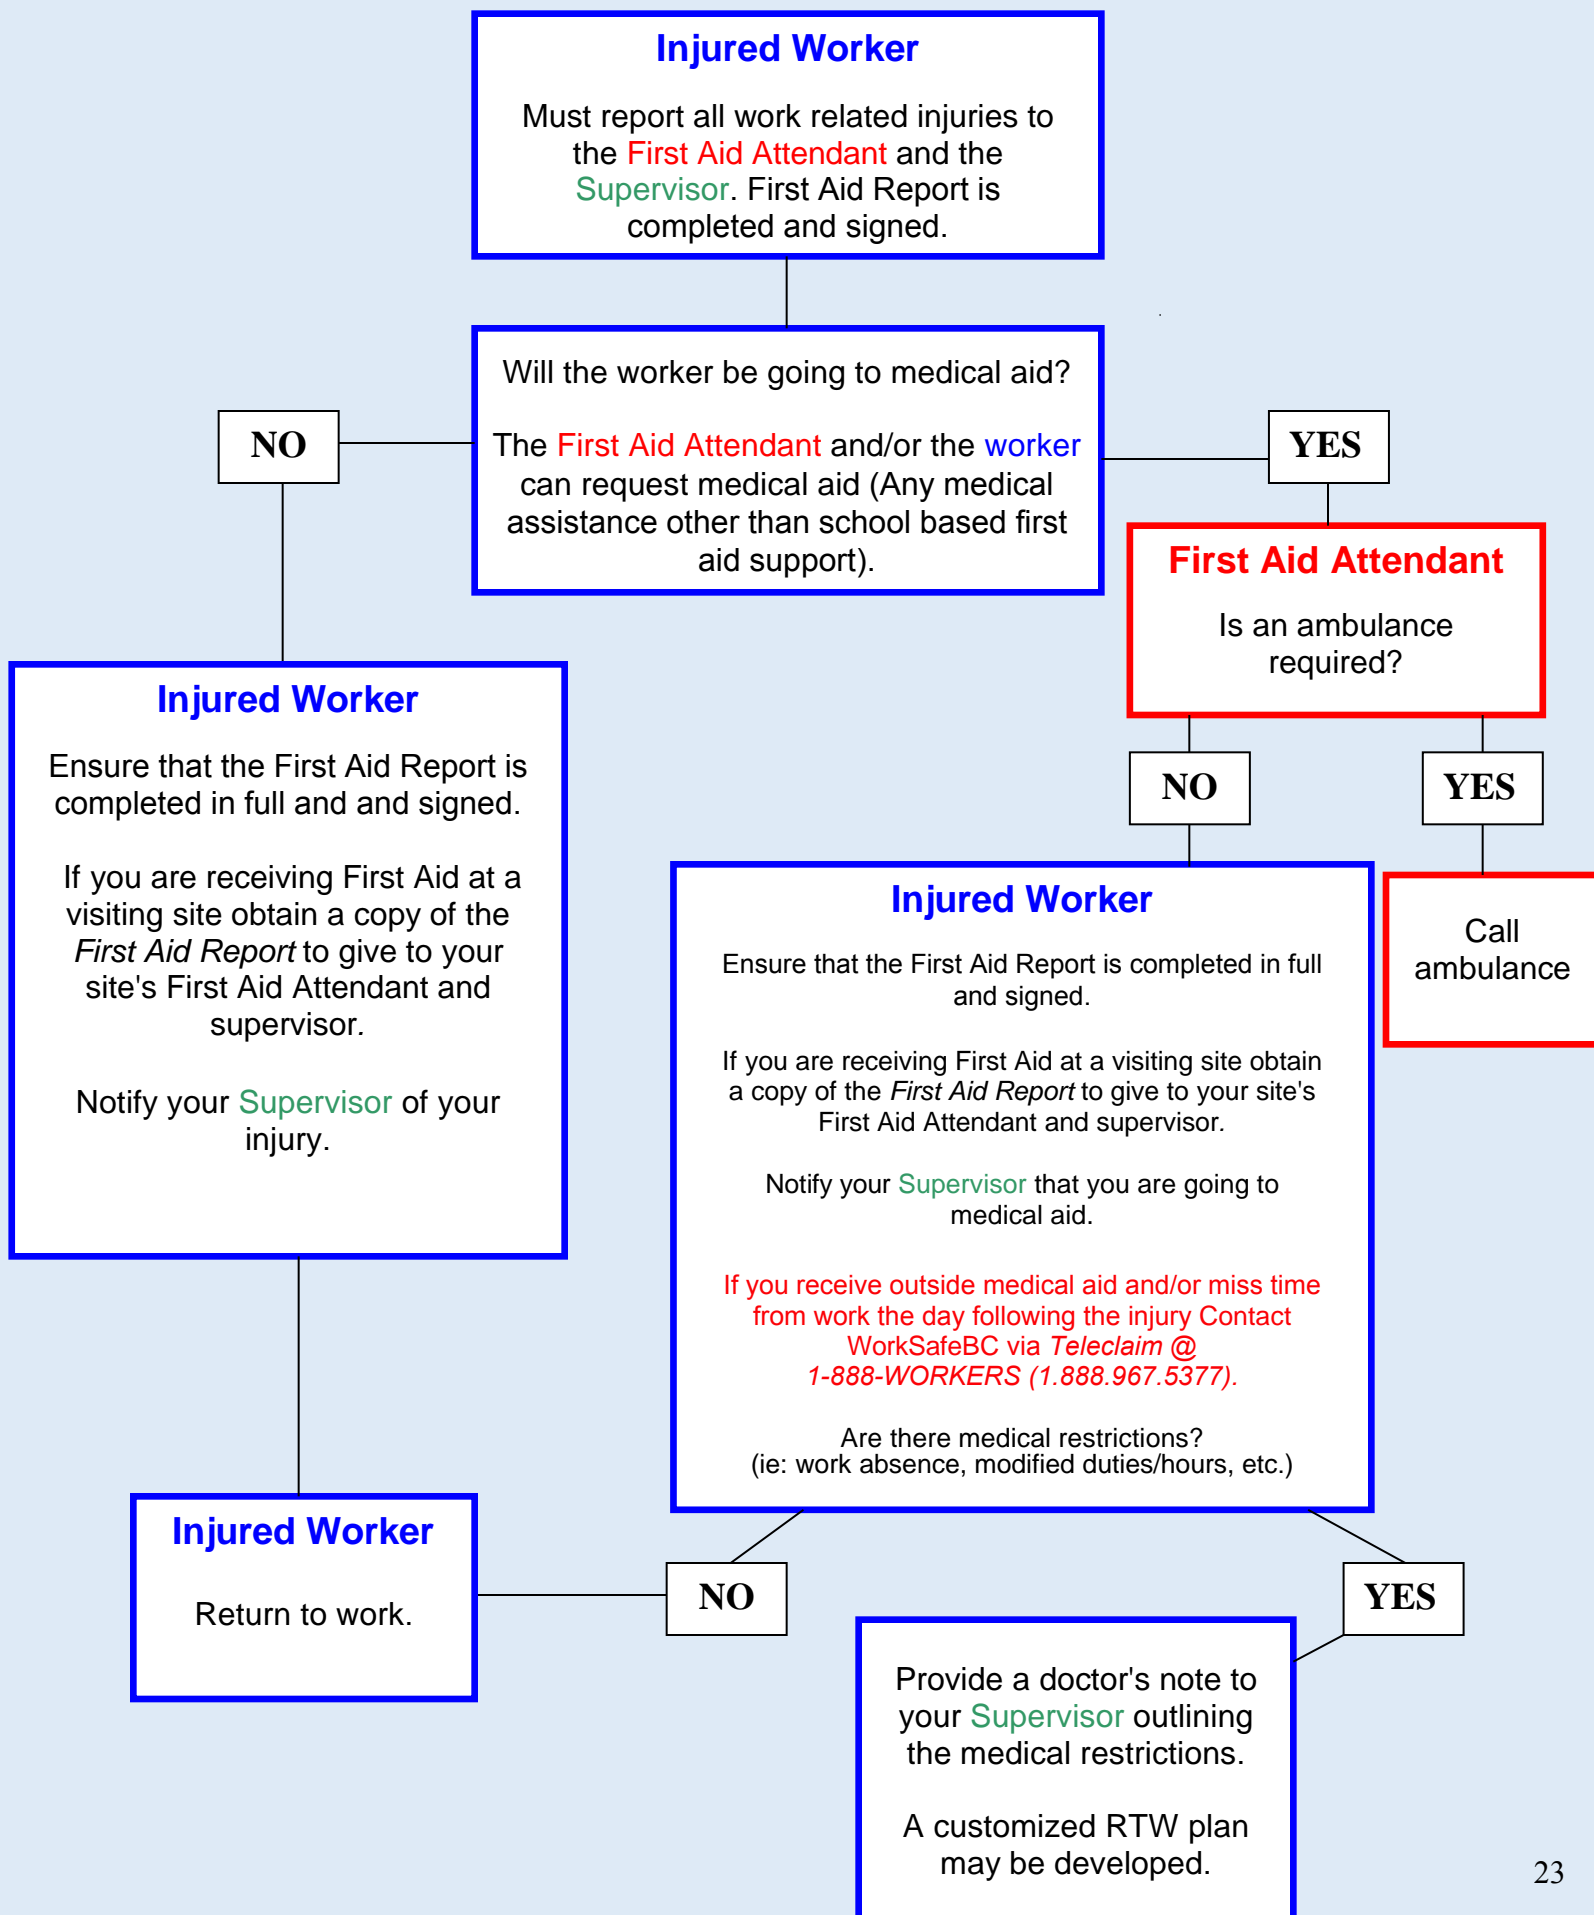 Injured Worker
Must report all work related injuries to
the First Aid Attendant and the
Supervisor. First Aid Report is
completed and signed.
Will the worker be going to medical aid?
The First Aid Attendant and/or the worker
can request medical aid (Any medical
assistance other than school based first
aid support).
NO
YES
First Aid Attendant
Is an ambulance
required?
NO
YES
Call
ambulance
Injured Worker
Ensure that the First Aid Report is
completed in full and and signed.
If you are receiving First Aid at a
visiting site obtain a copy of the
First Aid Report to give to your
site's First Aid Attendant and
supervisor.
Notify your Supervisor of your
injury.
Injured Worker
Ensure that the First Aid Report is completed in full
and signed.
If you are receiving First Aid at a visiting site obtain
a copy of the First Aid Report to give to your site's
First Aid Attendant and supervisor.
Notify your Supervisor that you are going to
medical aid.
If you receive outside medical aid and/or miss time
from work the day following the injury Contact
WorkSafeBC via Teleclaim @
1-888-WORKERS (1.888.967.5377).
Are there medical restrictions?
(ie: work absence, modified duties/hours, etc.)
Injured Worker
Return to work.
NO
YES
Provide a doctor's note to
your Supervisor outlining
the medical restrictions.
A customized RTW plan
may be developed.
23